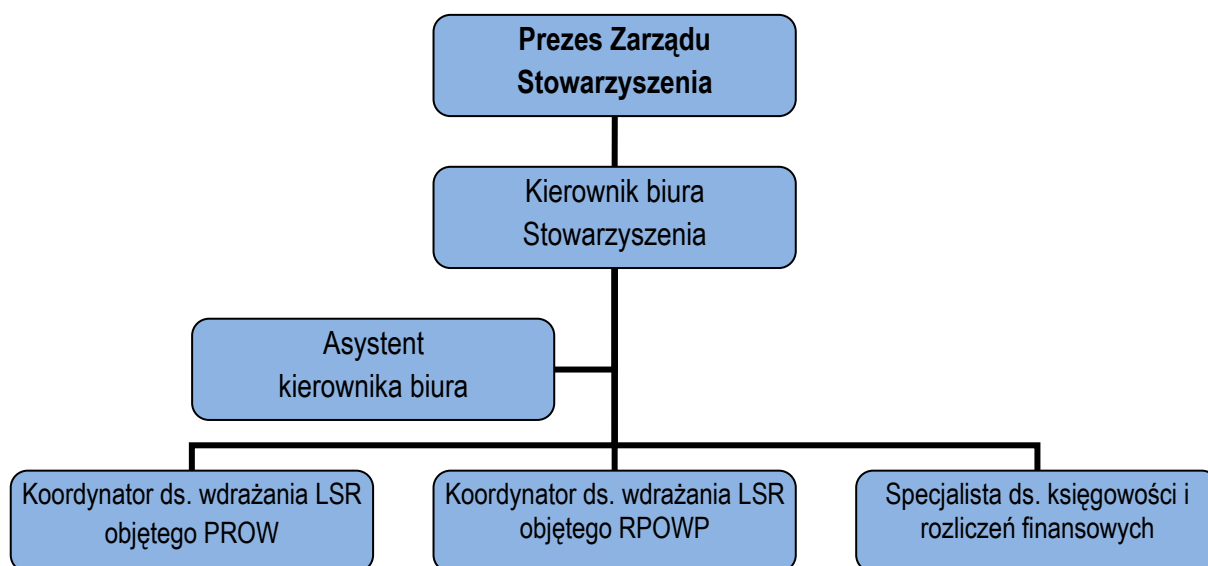 Prezes Zarządu
Stowarzyszenia
Kierownik biura
Stowarzyszenia
Asystent
kierownika biura
Koordynator ds. wdrażania LSR
objętego PROW
Koordynator ds. wdrażania LSR
objętego RPOWP
Specjalista ds. księgowości i
rozliczeń finansowych